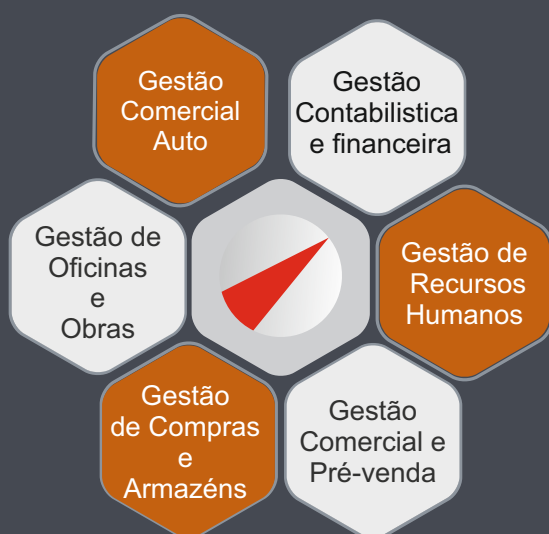 Gestão
Comercial
Auto
Gestão
Contabilistica
e financeira
Gestão de
Oficinas
e
Obras
Gestão de
Recursos
Humanos
Gestão
de Compras
e
Armazéns
Gestão
Comercial e
Pré-venda